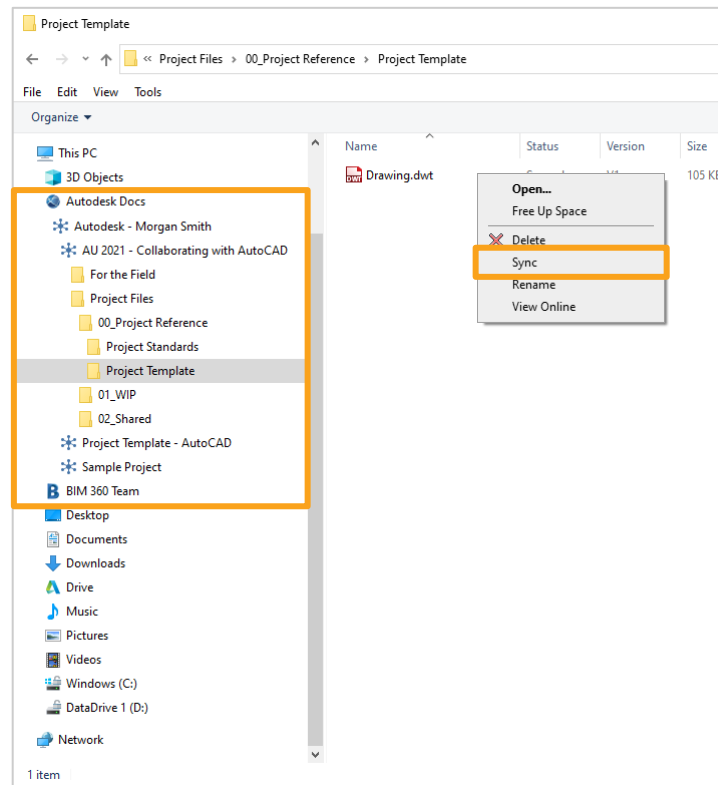 Project Template
« Project Files › 00_Project Reference › Project Template
File Edit View Tools
Organize
Name Status Version Size
This PC
3D Objects
Autodesk Docs
Autodesk - Morgan Smith
AU 2021 - Collaborating with AutoCAD
For the Field
Project Files
00_Project Reference
Project Standards
Project Template
01_WIP
02_Shared
Project Template - AutoCAD
Sample Project
BIM 360 Team
Desktop
Documents
Downloads
Drive
Music
Pictures
Videos
Windows (C:)
DataDrive 1 (D:)
Network
Drawing.dwt 105 KB
Open...
Free Up Space
Delete
Sync
Rename
View Online
1 item